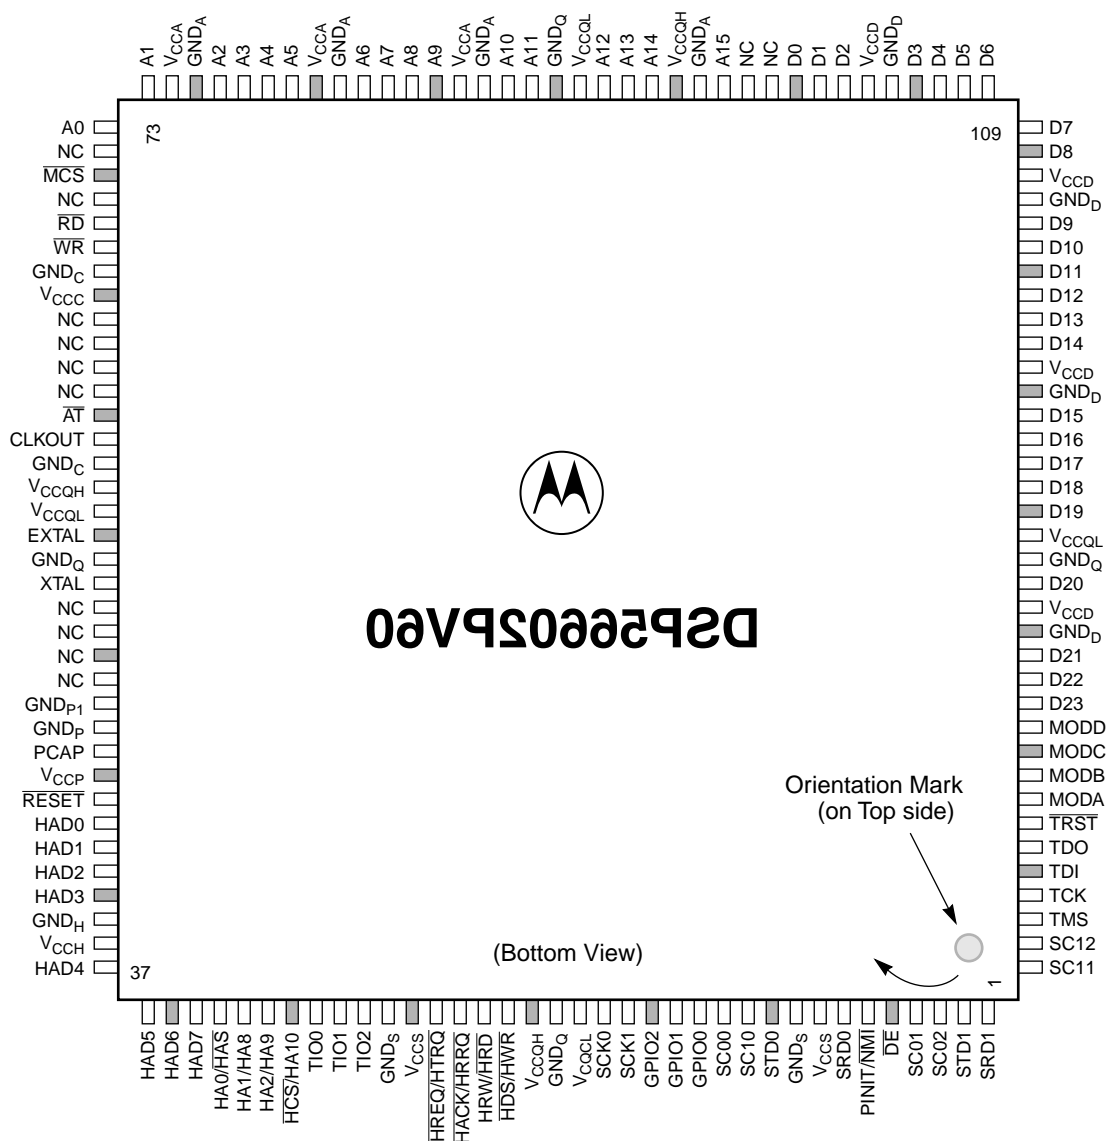 A1
VCCA
GNDA
A2
A3
A4
A5
VCCA
GNDA
A6
A7
A8
A9
VCCA
GNDA
A10
A11
GNDQ
VCCQL
A12
A13
A14
VCCQH
GNDA
A15
NC
NC
D0
D1
D2
VCCD
GNDD
D3
D4
D5
D6
A0
NC
MCS
NC
RD
WR
GNDC
VCCC
NC
NC
NC
NC
AT
CLKOUT
GNDC
VCCQH
VCCQL
EXTAL
GNDQ
XTAL
NC
NC
NC
NC
GNDP1
GNDP
PCAP
VCCP
RESET
HAD0
HAD1
HAD2
HAD3
GNDH
VCCH
HAD4
73
109
DSP56602PV60
Orientation Mark
(on Top side)
(Bottom View)
37
1
D7
D8
VCCD
GNDD
D9
D10
D11
D12
D13
D14
VCCD
GNDD
D15
D16
D17
D18
D19
VCCQL
GNDQ
D20
VCCD
GNDD
D21
D22
D23
MODD
MODC
MODB
MODA
TRST
TDO
TDI
TCK
TMS
SC12
SC11
HAD5
HAD6
HAD7
HA0/HAS
HA1/HA8
HA2/HA9
HCS/HA10
TIO0
TIO1
TIO2
GNDS
VCCS
HREQ/HTRQ
HACK/HRRQ
HRW/HRD
HDS/HWR
VCCQH
GNDQ
VCQCL
SCK0
SCK1
GPIO2
GPIO1
GPIO0
SC00
SC10
STD0
GNDS
VCCS
SRD0
PINIT/NMI
DE
SC01
SC02
STD1
SRD1